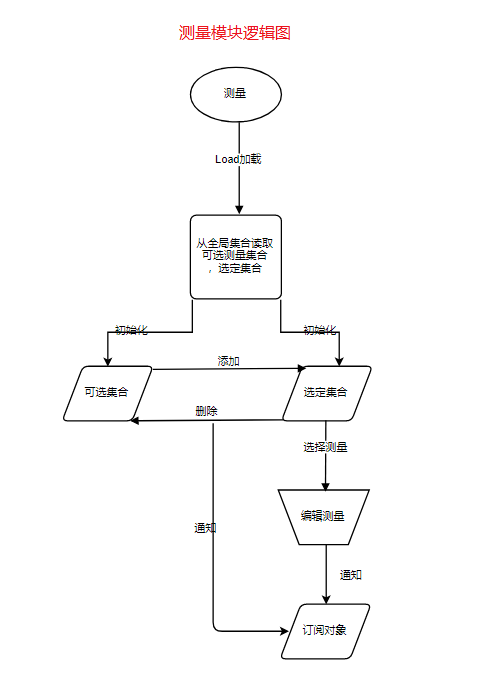 测量模块逻辑图
测量
Load加载
从全局集合读取
可选测量集合
，选定集合
初始化
初始化
添加
可选集合
选定集合
删除
选择测量
编辑测量
通知
通知
订阅对象